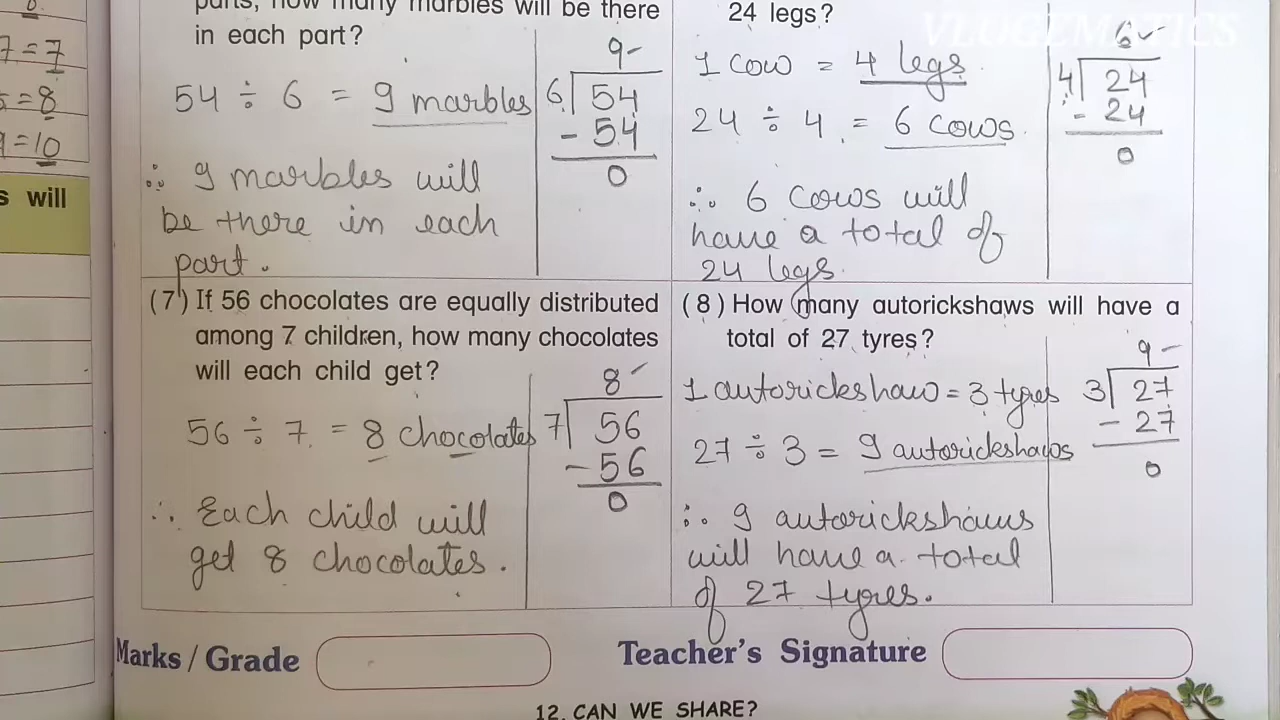 7 = 7
= 8
= 10
s will
parts, how many marbles will be there
in each part?
54 ÷ 6 = 9 marbles
9
6 54
- 54
0
∴ 9 marbles will
be there in each
part.
24 legs?
1 cow = 4 legs
24 ÷ 4 = 6 cows
6
4 24
- 24
0
∴ 6 cows will
have a total of
24 legs.
(7) If 56 chocolates are equally distributed
among 7 children, how many chocolates
will each child get?
56 ÷ 7 = 8 chocolates
8
7 56
- 56
0
∴ Each child will
get 8 chocolates.
(8) How many autorickshaws will have a
total of 27 tyres?
1 autorickshaw = 3 tyres
27 ÷ 3 = 9 autorickshaws
9
3 27
- 27
0
∴ 9 autorickshaws
will have a total
of 27 tyres.
Marks / Grade
Teacher's Signature
12. CAN WE SHARE?